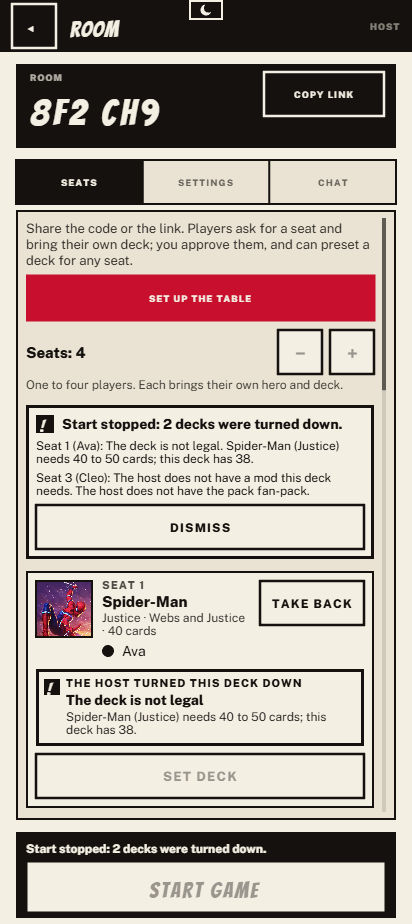 ◂ ROOM
HOST
ROOM
8F2 CH9
COPY LINK
SEATS
SETTINGS
CHAT
Share the code or the link. Players ask for a seat and
bring their own deck; you approve them, and can preset a
deck for any seat.
SET UP THE TABLE
Seats: 4
−
+
One to four players. Each brings their own hero and deck.
! Start stopped: 2 decks were turned down.
Seat 1 (Ava): The deck is not legal. Spider-Man (Justice)
needs 40 to 50 cards; this deck has 38.
Seat 3 (Cleo): The host does not have a mod this deck
needs. The host does not have the pack fan-pack.
DISMISS
SEAT 1
Spider-Man
Justice · Webs and Justice
· 40 cards
Ava
TAKE BACK
! THE HOST TURNED THIS DECK DOWN
The deck is not legal
Spider-Man (Justice) needs 40 to 50 cards; this
deck has 38.
SET DECK
Start stopped: 2 decks were turned down.
START GAME